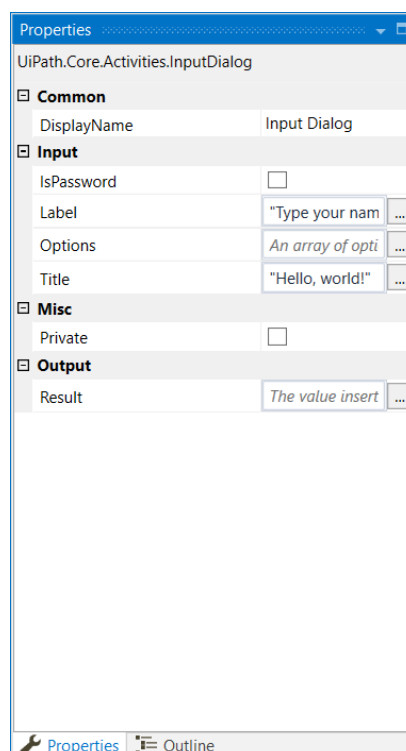 Properties
UiPath.Core.Activities.InputDialog
Common
DisplayName Input Dialog
Input
IsPassword
Label "Type your nam ...
Options An array of opti ...
Title "Hello, world!" ...
Misc
Private
Output
Result The value insert ...
Properties Outline